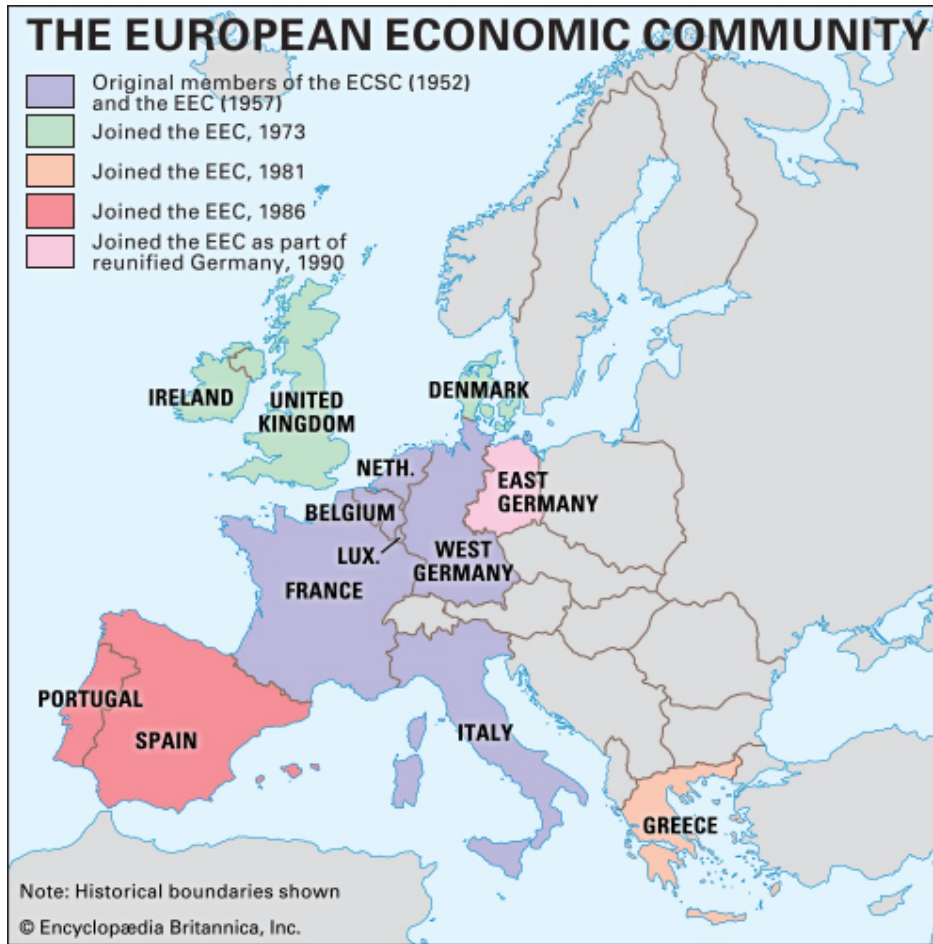 THE EUROPEAN ECONOMIC COMMUNITY
Original members of the ECSC (1952)
and the EEC (1957)
Joined the EEC, 1973
Joined the EEC, 1981
Joined the EEC, 1986
Joined the EEC as part of
reunified Germany, 1990
IRELAND
UNITED
KINGDOM
DENMARK
NETH.
BELGIUM
LUX.
EAST
GERMANY
WEST
GERMANY
FRANCE
PORTUGAL
SPAIN
ITALY
GREECE
Note: Historical boundaries shown
© Encyclopædia Britannica, Inc.